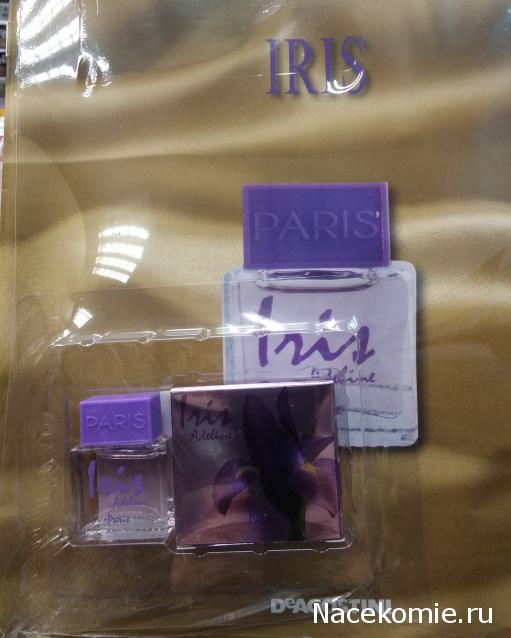 IRIS
PARIS
Iris
Adeline
PARIS
Iris
Adeline
Paris
Iris
Adeline
DeAGOSTINI
Nacekomie.ru